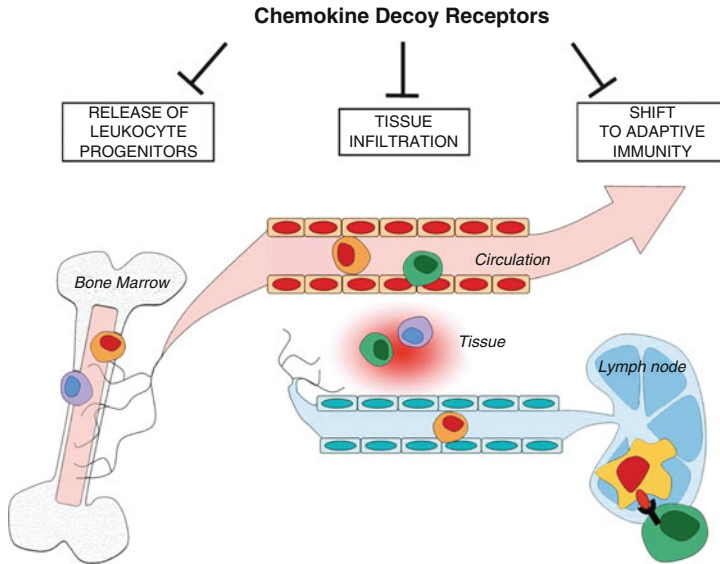 Chemokine Decoy Receptors
RELEASE OF
LEUKOCYTE
PROGENITORS
TISSUE
INFILTRATION
SHIFT
TO ADAPTIVE
IMMUNITY
Circulation
Bone Marrow
Tissue
Lymph node